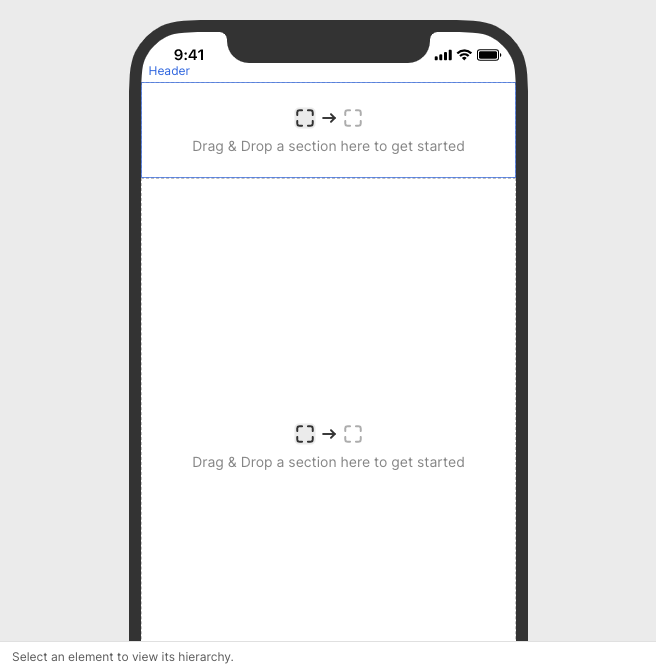 9:41
Header
Drag & Drop a section here to get started
Drag & Drop a section here to get started
Select an element to view its hierarchy.